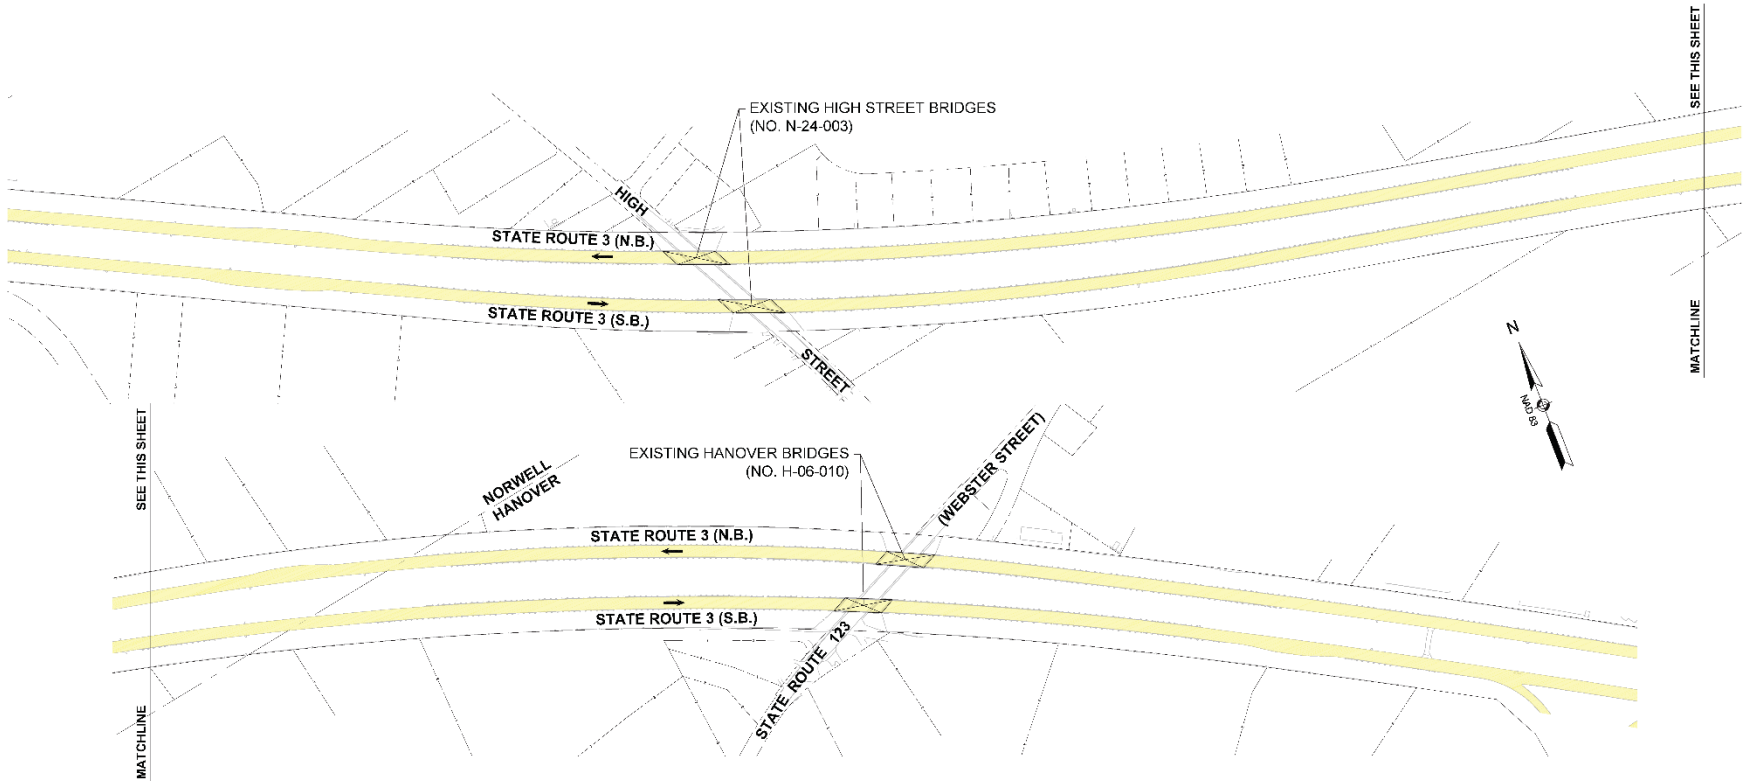 SEE THIS SHEET
MATCHLINE
EXISTING HIGH STREET BRIDGES
(NO. N-24-003)
HIGH
STREET
STATE ROUTE 3 (N.B.)
STATE ROUTE 3 (S.B.)
N
NAD 83
SEE THIS SHEET
MATCHLINE
NORWELL
HANOVER
EXISTING HANOVER BRIDGES
(NO. H-06-010)
(WEBSTER STREET)
STATE ROUTE 3 (N.B.)
STATE ROUTE 3 (S.B.)
STATE ROUTE 123